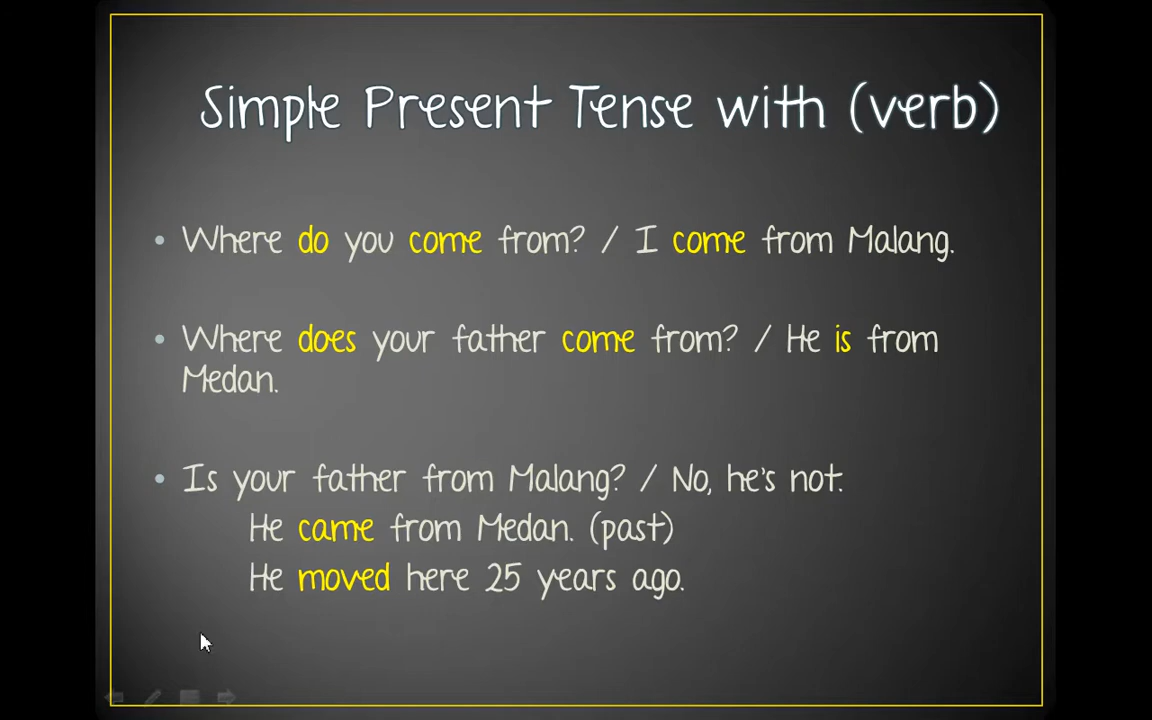 Simple Present Tense with (verb)
• Where do you come from? / I come from Malang.
• Where does your father come from? / He is from
Medan.
• Is your father from Malang? / No, he's not.
He came from Medan. (past)
He moved here 25 years ago.